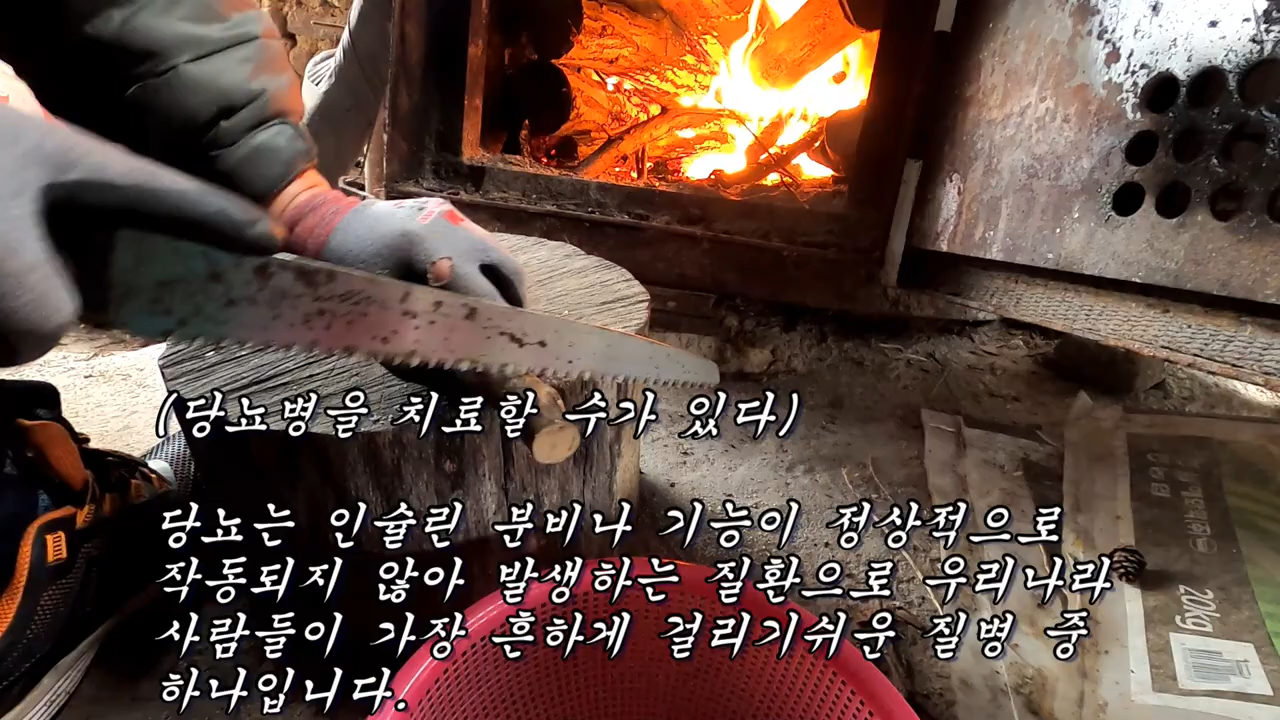 (당뇨병을 치료할 수가 있다)
당뇨는 인슐린 분비나 기능이 정상적으로
작동되지 않아 발생하는 질환으로 우리나라
사람들이 가장 흔하게 걸리기쉬운 질병 중
하나입니다.
20kg